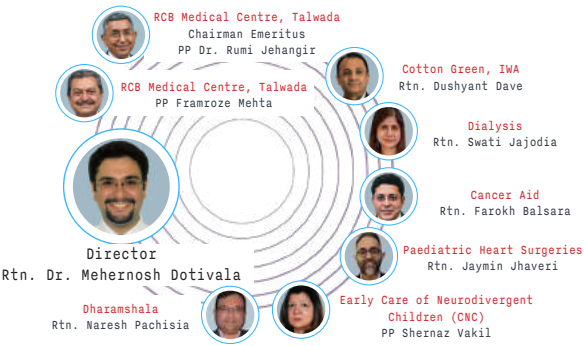 RCB Medical Centre, Talwada
Chairman Emeritus
PP Dr. Rumi Jehangir
RCB Medical Centre, Talwada
PP Framroze Mehta
Director
Rtn. Dr. Mehernosh Dotivala
Dharamshala
Rtn. Naresh Pachisia
Cotton Green, IWA
Rtn. Dushyant Dave
Dialysis
Rtn. Swati Jajodia
Cancer Aid
Rtn. Farokh Balsara
Paediatric Heart Surgeries
Rtn. Jaymin Jhaveri
Early Care of Neurodivergent
Children (CNC)
PP Shernaz Vakil